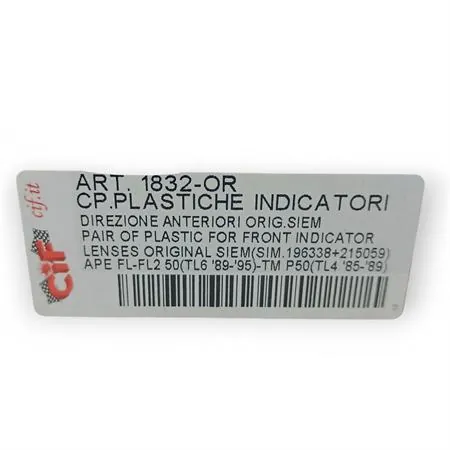 ART. 1832-OR
CP.PLASTICHE INDICATORI
DIREZIONE ANTERIORI ORIG.SIEM
PAIR OF PLASTIC FOR FRONT INDICATOR
LENSES ORIGINAL SIEM(SIM.196338+215059)
APE FL-FL2 50(TL6 '89-'95)-TM P50(TL4 '85-'89)
cif.it
CiF